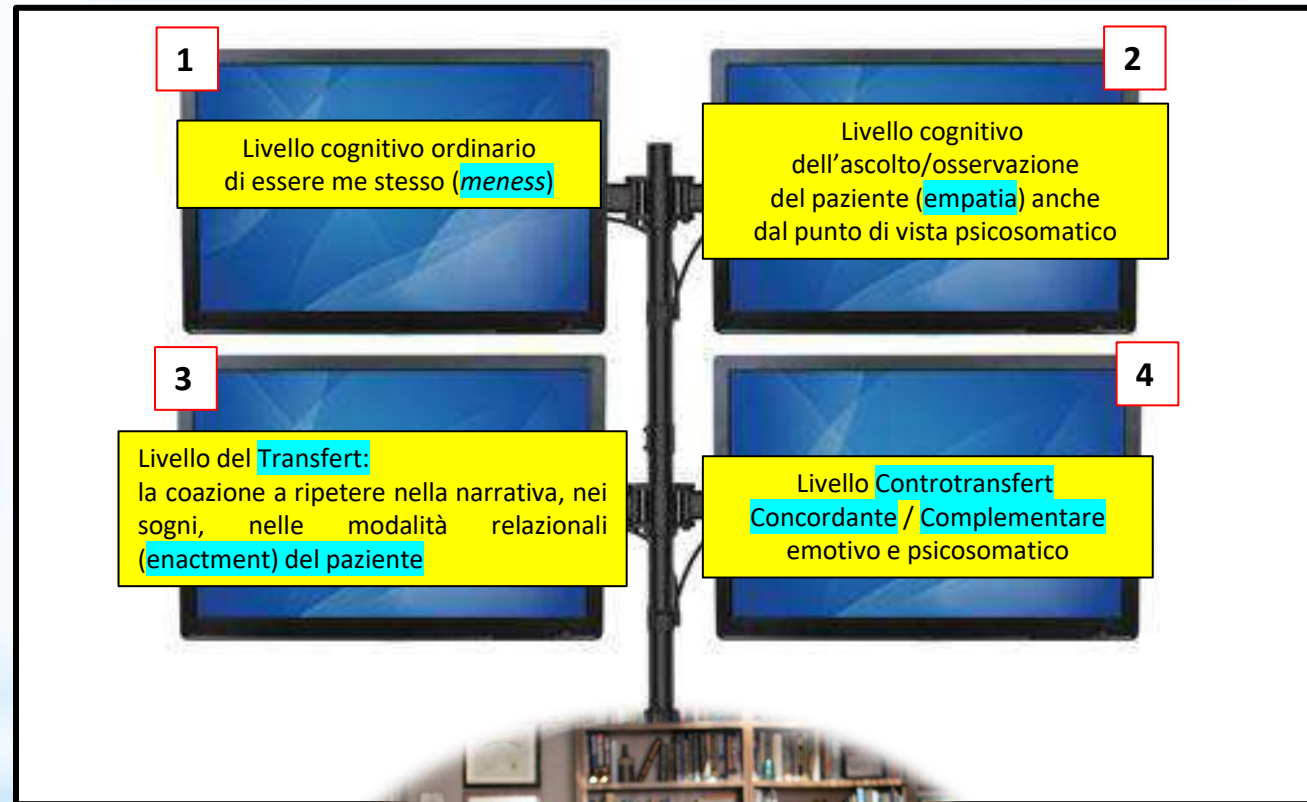 1
Livello cognitivo ordinario
di essere me stesso (meness)
2
Livello cognitivo
dell’ascolto/osservazione
del paziente (empatia) anche
dal punto di vista psicosomatico
3
Livello del Transfert:
la coazione a ripetere nella narrativa, nei
sogni, nelle modalità relazionali
(enactment) del paziente
4
Livello Controtransfert
Concordante / Complementare
emotivo e psicosomatico